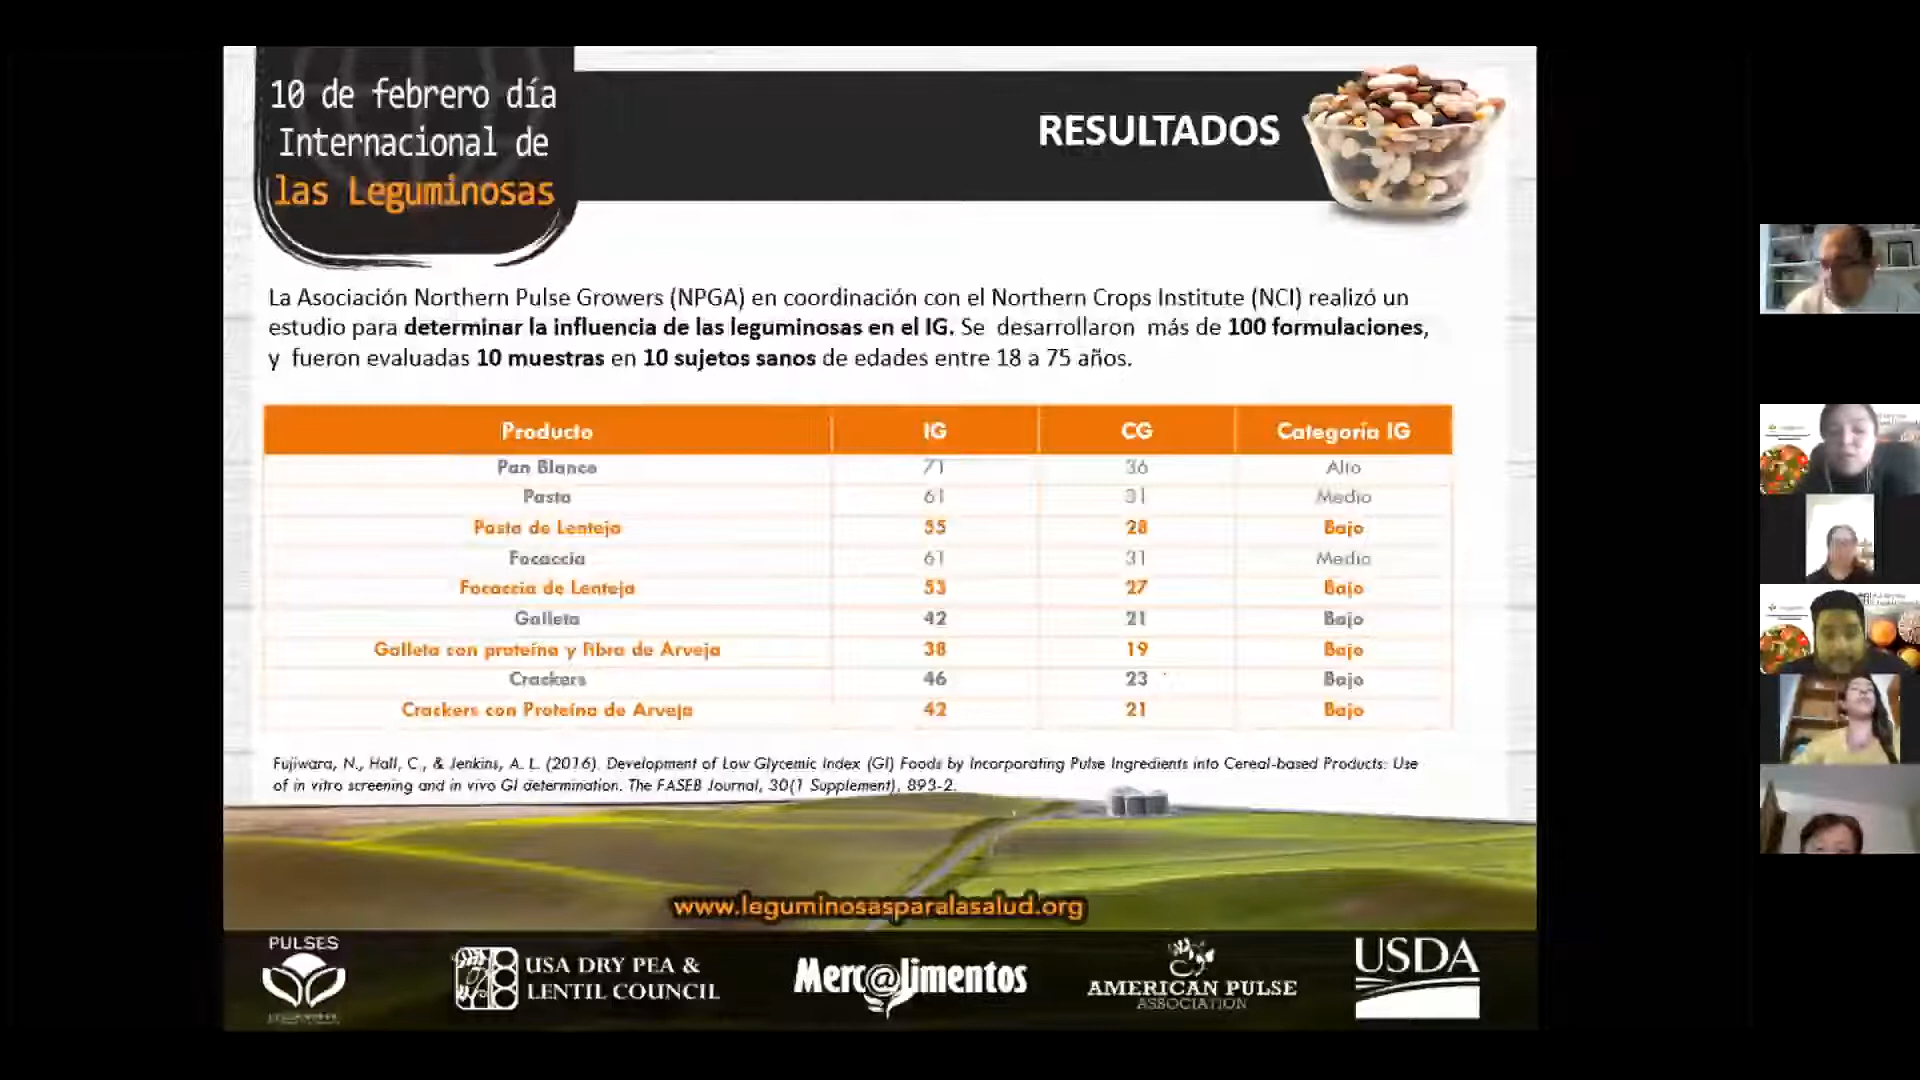 10 de febrero día
Internacional de
las Leguminosas
RESULTADOS
La Asociación Northern Pulse Growers (NPGA) en coordinación con el Northern Crops Institute (NCI) realizó un
estudio para determinar la influencia de las leguminosas en el IG. Se desarrollaron más de 100 formulaciones,
y fueron evaluadas 10 muestras en 10 sujetos sanos de edades entre 18 a 75 años.
Producto IG CG Categoría IG
Pan Blanco 71 36 Alto
Pasta 61 31 Medio
Pasta de Lenteja 55 28 Bajo
Focaccia 61 31 Medio
Focaccia de Lenteja 53 27 Bajo
Galleta 42 21 Bajo
Galleta con proteína y fibra de Arveja 38 19 Bajo
Crackers 46 23 Bajo
Crackers con Proteína de Arveja 42 21 Bajo
Fujiwara, N., Hall, C., & Jenkins, A. L. (2016). Development of Low Glycemic Index (GI) Foods by Incorporating Pulse Ingredients into Cereal-based Products: Use
of in vitro screening and in vivo GI determination. The FASEB Journal, 30(1 Supplement), 893-2.
www.leguminosasparalasalud.org
PULSES
USA DRY PEA &
LENTIL COUNCIL
Merc@limentos
AMERICAN PULSE
ASSOCIATION
USDA